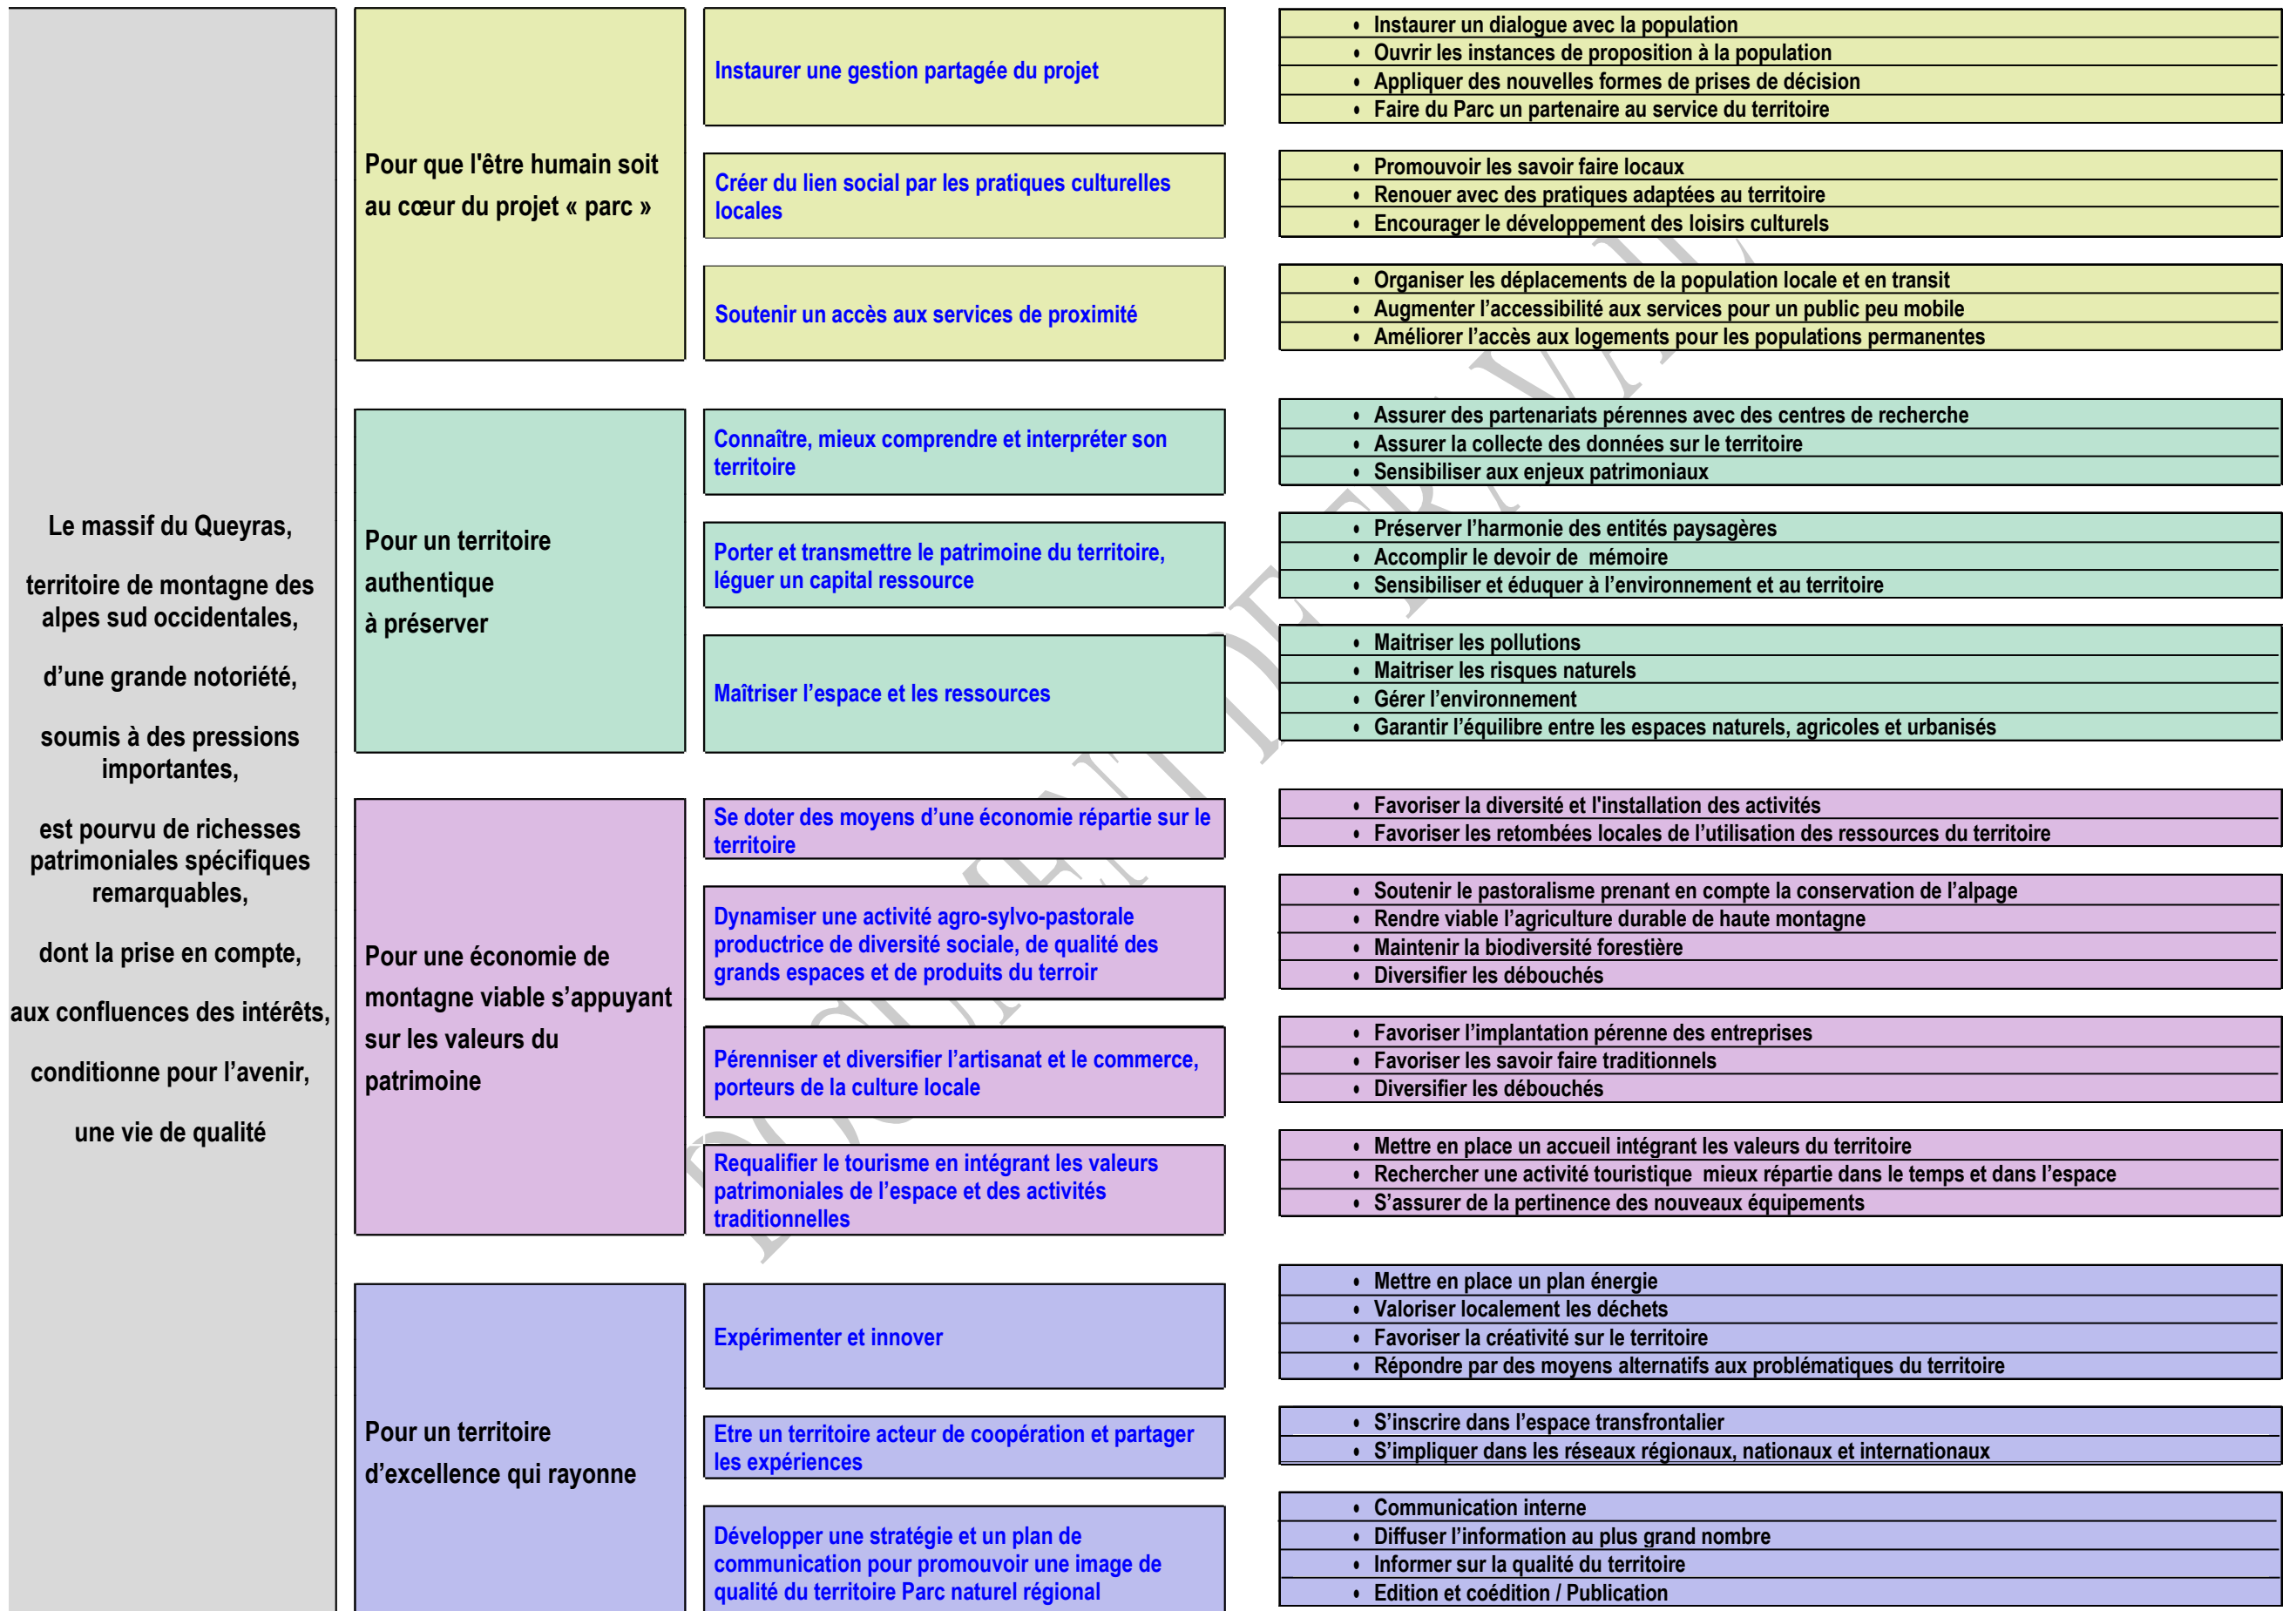 Le massif du Queyras,
territoire de montagne des
alpes sud occidentales,
d’une grande notoriété,
soumis à des pressions
importantes,
est pourvu de richesses
patrimoniales spécifiques
remarquables,
dont la prise en compte,
aux confluences des intérêts,
conditionne pour l’avenir,
une vie de qualité
Pour que l'être humain soit
au cœur du projet « parc »
Instaurer une gestion partagée du projet
• Instaurer un dialogue avec la population
• Ouvrir les instances de proposition à la population
• Appliquer des nouvelles formes de prises de décision
• Faire du Parc un partenaire au service du territoire
Créer du lien social par les pratiques culturelles
locales
• Promouvoir les savoir faire locaux
• Renouer avec des pratiques adaptées au territoire
• Encourager le développement des loisirs culturels
Soutenir un accès aux services de proximité
• Organiser les déplacements de la population locale et en transit
• Augmenter l’accessibilité aux services pour un public peu mobile
• Améliorer l’accès aux logements pour les populations permanentes
Pour un territoire
authentique
à préserver
Connaître, mieux comprendre et interpréter son
territoire
• Assurer des partenariats pérennes avec des centres de recherche
• Assurer la collecte des données sur le territoire
• Sensibiliser aux enjeux patrimoniaux
Porter et transmettre le patrimoine du territoire,
léguer un capital ressource
• Préserver l’harmonie des entités paysagères
• Accomplir le devoir de  mémoire
• Sensibiliser et éduquer à l’environnement et au territoire
Maîtriser l’espace et les ressources
• Maitriser les pollutions
• Maitriser les risques naturels
• Gérer l’environnement
• Garantir l’équilibre entre les espaces naturels, agricoles et urbanisés
Pour une économie de
montagne viable s’appuyant
sur les valeurs du
patrimoine
Se doter des moyens d’une économie répartie sur le
territoire
• Favoriser la diversité et l'installation des activités
• Favoriser les retombées locales de l’utilisation des ressources du territoire
Dynamiser une activité agro-sylvo-pastorale
productrice de diversité sociale, de qualité des
grands espaces et de produits du terroir
• Soutenir le pastoralisme prenant en compte la conservation de l’alpage
• Rendre viable l’agriculture durable de haute montagne
• Maintenir la biodiversité forestière
• Diversifier les débouchés
Pérenniser et diversifier l’artisanat et le commerce,
porteurs de la culture locale
• Favoriser l’implantation pérenne des entreprises
• Favoriser les savoir faire traditionnels
• Diversifier les débouchés
Requalifier le tourisme en intégrant les valeurs
patrimoniales de l’espace et des activités
traditionnelles
• Mettre en place un accueil intégrant les valeurs du territoire
• Rechercher une activité touristique  mieux répartie dans le temps et dans l’espace
• S’assurer de la pertinence des nouveaux équipements
Pour un territoire
d’excellence qui rayonne
Expérimenter et innover
• Mettre en place un plan énergie
• Valoriser localement les déchets
• Favoriser la créativité sur le territoire
• Répondre par des moyens alternatifs aux problématiques du territoire
Etre un territoire acteur de coopération et partager
les expériences
• S’inscrire dans l’espace transfrontalier
• S’impliquer dans les réseaux régionaux, nationaux et internationaux
Développer une stratégie et un plan de
communication pour promouvoir une image de
qualité du territoire Parc naturel régional
• Communication interne
• Diffuser l’information au plus grand nombre
• Informer sur la qualité du territoire
• Edition et coédition / Publication
DOCUMENT DE TRAVAIL